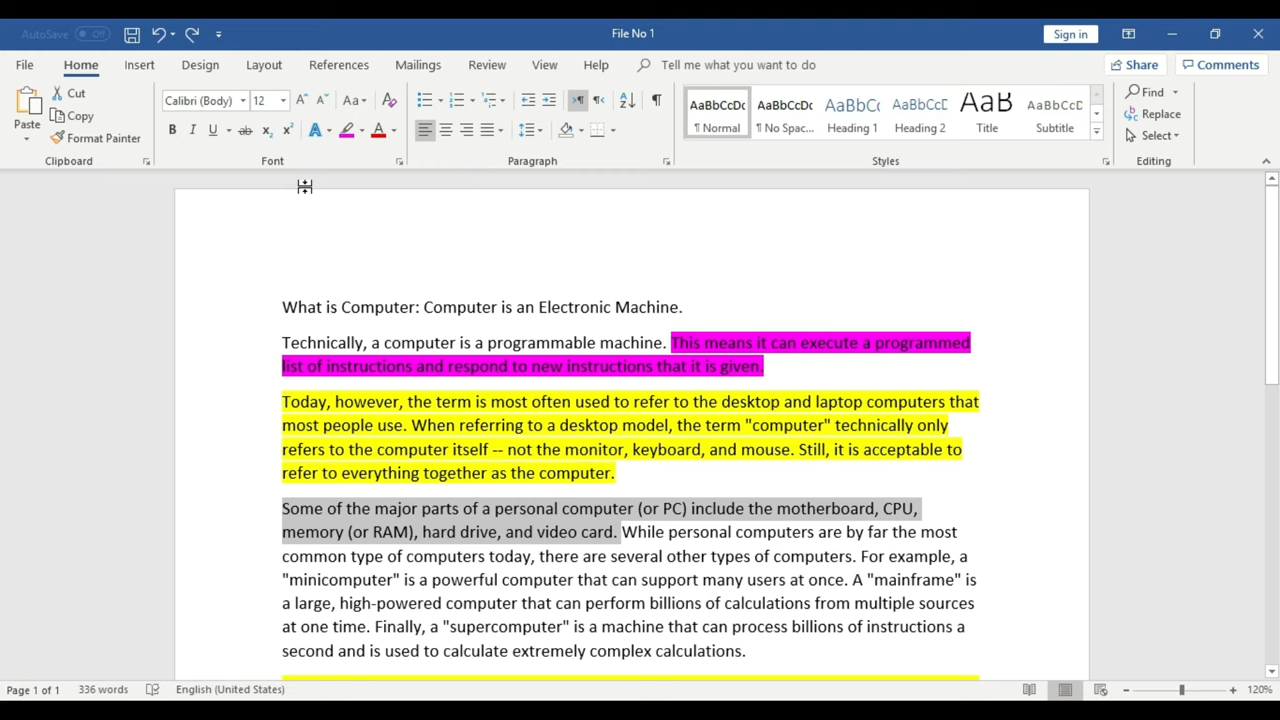 AutoSave Off File No 1 Sign in
File Home Insert Design Layout References Mailings Review View Help Tell me what you want to do Share Comments
Paste Cut Copy Format Painter Clipboard
Calibri (Body) 12 Aa B I U ab x2 x2 A A Font
Paragraph
AaBbCcDc ¶ Normal
AaBbCcDc ¶ No Spac...
AaBbCc Heading 1
AaBbCcD Heading 2
AaB Title
AaBbCcD Subtitle
Styles
Find Replace Select Editing
What is Computer: Computer is an Electronic Machine.
Technically, a computer is a programmable machine. This means it can execute a programmed
list of instructions and respond to new instructions that it is given.
Today, however, the term is most often used to refer to the desktop and laptop computers that
most people use. When referring to a desktop model, the term "computer" technically only
refers to the computer itself -- not the monitor, keyboard, and mouse. Still, it is acceptable to
refer to everything together as the computer.
Some of the major parts of a personal computer (or PC) include the motherboard, CPU,
memory (or RAM), hard drive, and video card. While personal computers are by far the most
common type of computers today, there are several other types of computers. For example, a
"minicomputer" is a powerful computer that can support many users at once. A "mainframe" is
a large, high-powered computer that can perform billions of calculations from multiple sources
at one time. Finally, a "supercomputer" is a machine that can process billions of instructions a
second and is used to calculate extremely complex calculations.
Page 1 of 1 336 words English (United States) 120%